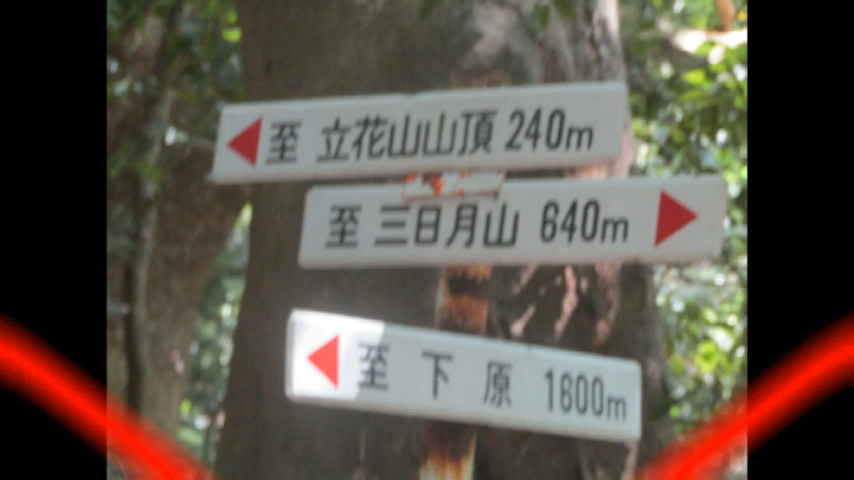 至 立花山山頂 240m
至 三日月山 640m
至 下原 1800m